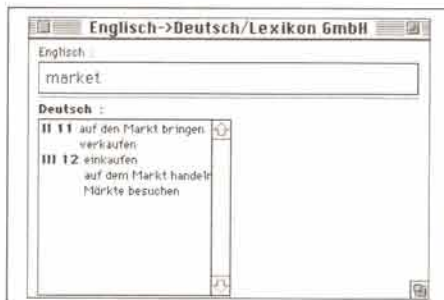 Englisch->Deutsch/Lexikon GmbH
Englisch :
market
Deutsch :
II 11 auf den Markt bringen
verkaufen
III 12 einkaufen
auf dem Markt handeln
Märkte besuchen